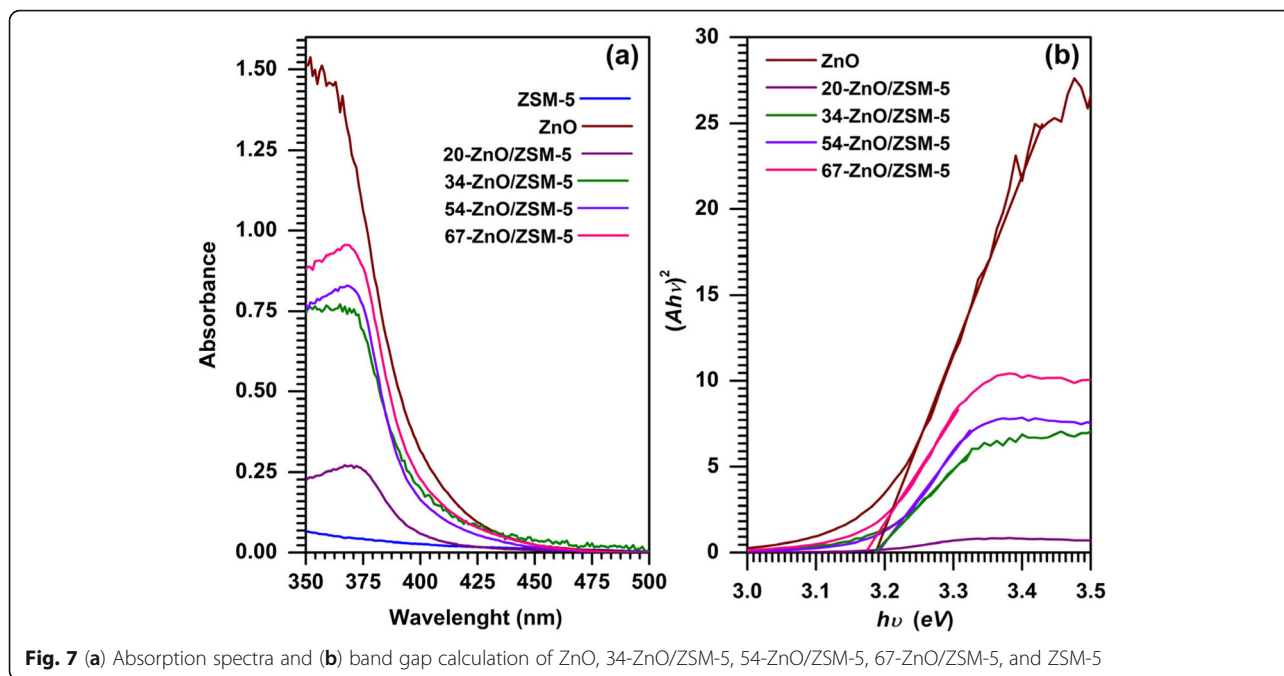 (a)
1.50
1.25
1.00
0.75
0.50
0.25
0.00
Absorbance
350 375 400 425 450 475 500
Wavelenght (nm)
ZSM-5
ZnO
20-ZnO/ZSM-5
34-ZnO/ZSM-5
54-ZnO/ZSM-5
67-ZnO/ZSM-5
(b)
30
25
20
15
10
5
0
(Ahν)²
3.0 3.1 3.2 3.3 3.4 3.5
hυ (eV)
ZnO
20-ZnO/ZSM-5
34-ZnO/ZSM-5
54-ZnO/ZSM-5
67-ZnO/ZSM-5
Fig. 7 (a) Absorption spectra and (b) band gap calculation of ZnO, 34-ZnO/ZSM-5, 54-ZnO/ZSM-5, 67-ZnO/ZSM-5, and ZSM-5